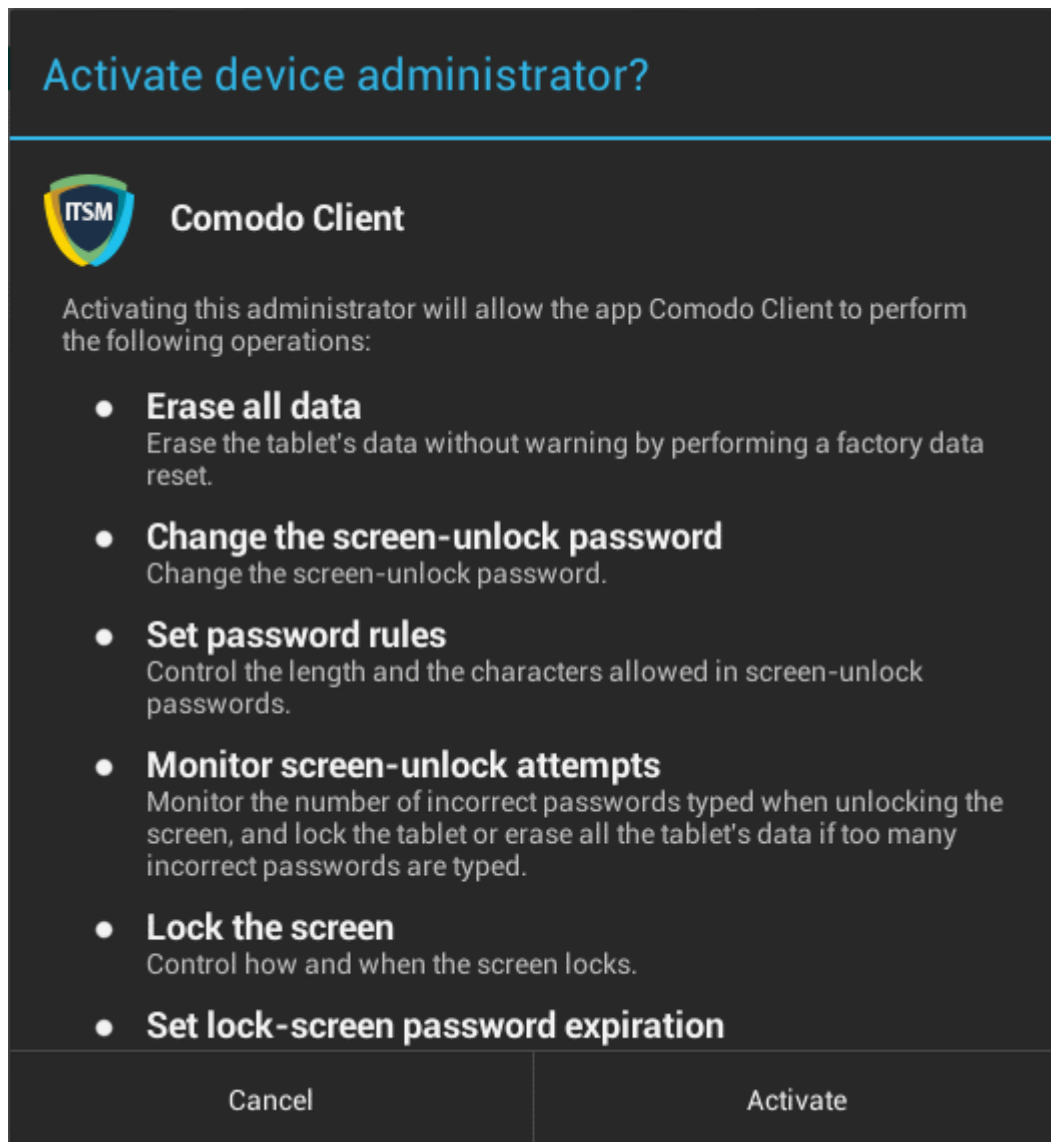 Activate device administrator?
ITSM
Comodo Client
Activating this administrator will allow the app Comodo Client to perform
the following operations:
● Erase all data
Erase the tablet's data without warning by performing a factory data
reset.
● Change the screen-unlock password
Change the screen-unlock password.
● Set password rules
Control the length and the characters allowed in screen-unlock
passwords.
● Monitor screen-unlock attempts
Monitor the number of incorrect passwords typed when unlocking the
screen, and lock the tablet or erase all the tablet's data if too many
incorrect passwords are typed.
● Lock the screen
Control how and when the screen locks.
● Set lock-screen password expiration
Cancel
Activate